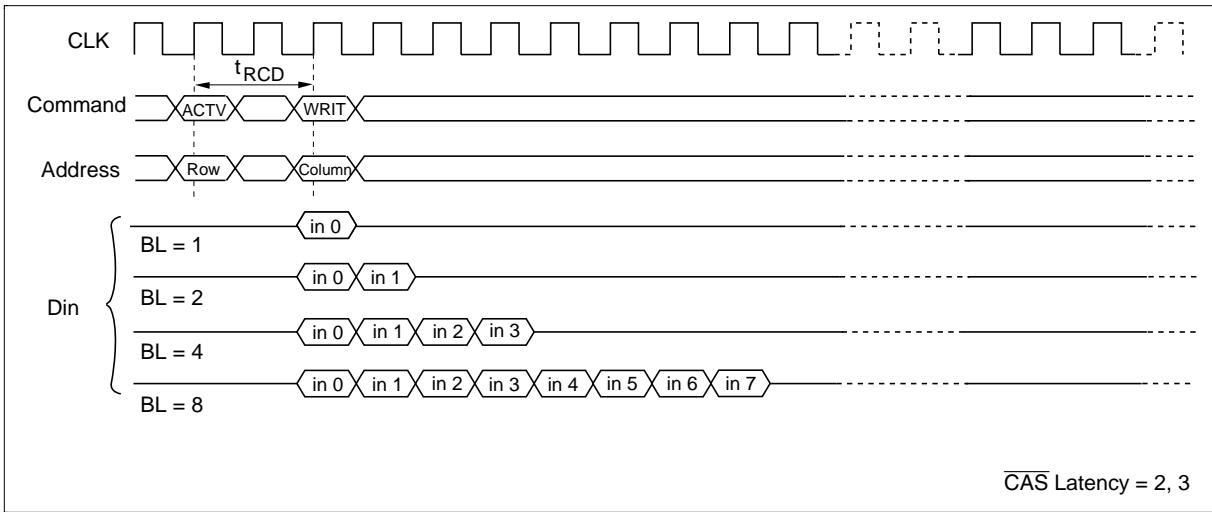 CLK
tRCD
Command ACTV WRIT
Address Row Column
Din
in 0
BL = 1
in 0 in 1
BL = 2
in 0 in 1 in 2 in 3
BL = 4
in 0 in 1 in 2 in 3 in 4 in 5 in 6 in 7
BL = 8
C̅A̅S̅ Latency = 2, 3